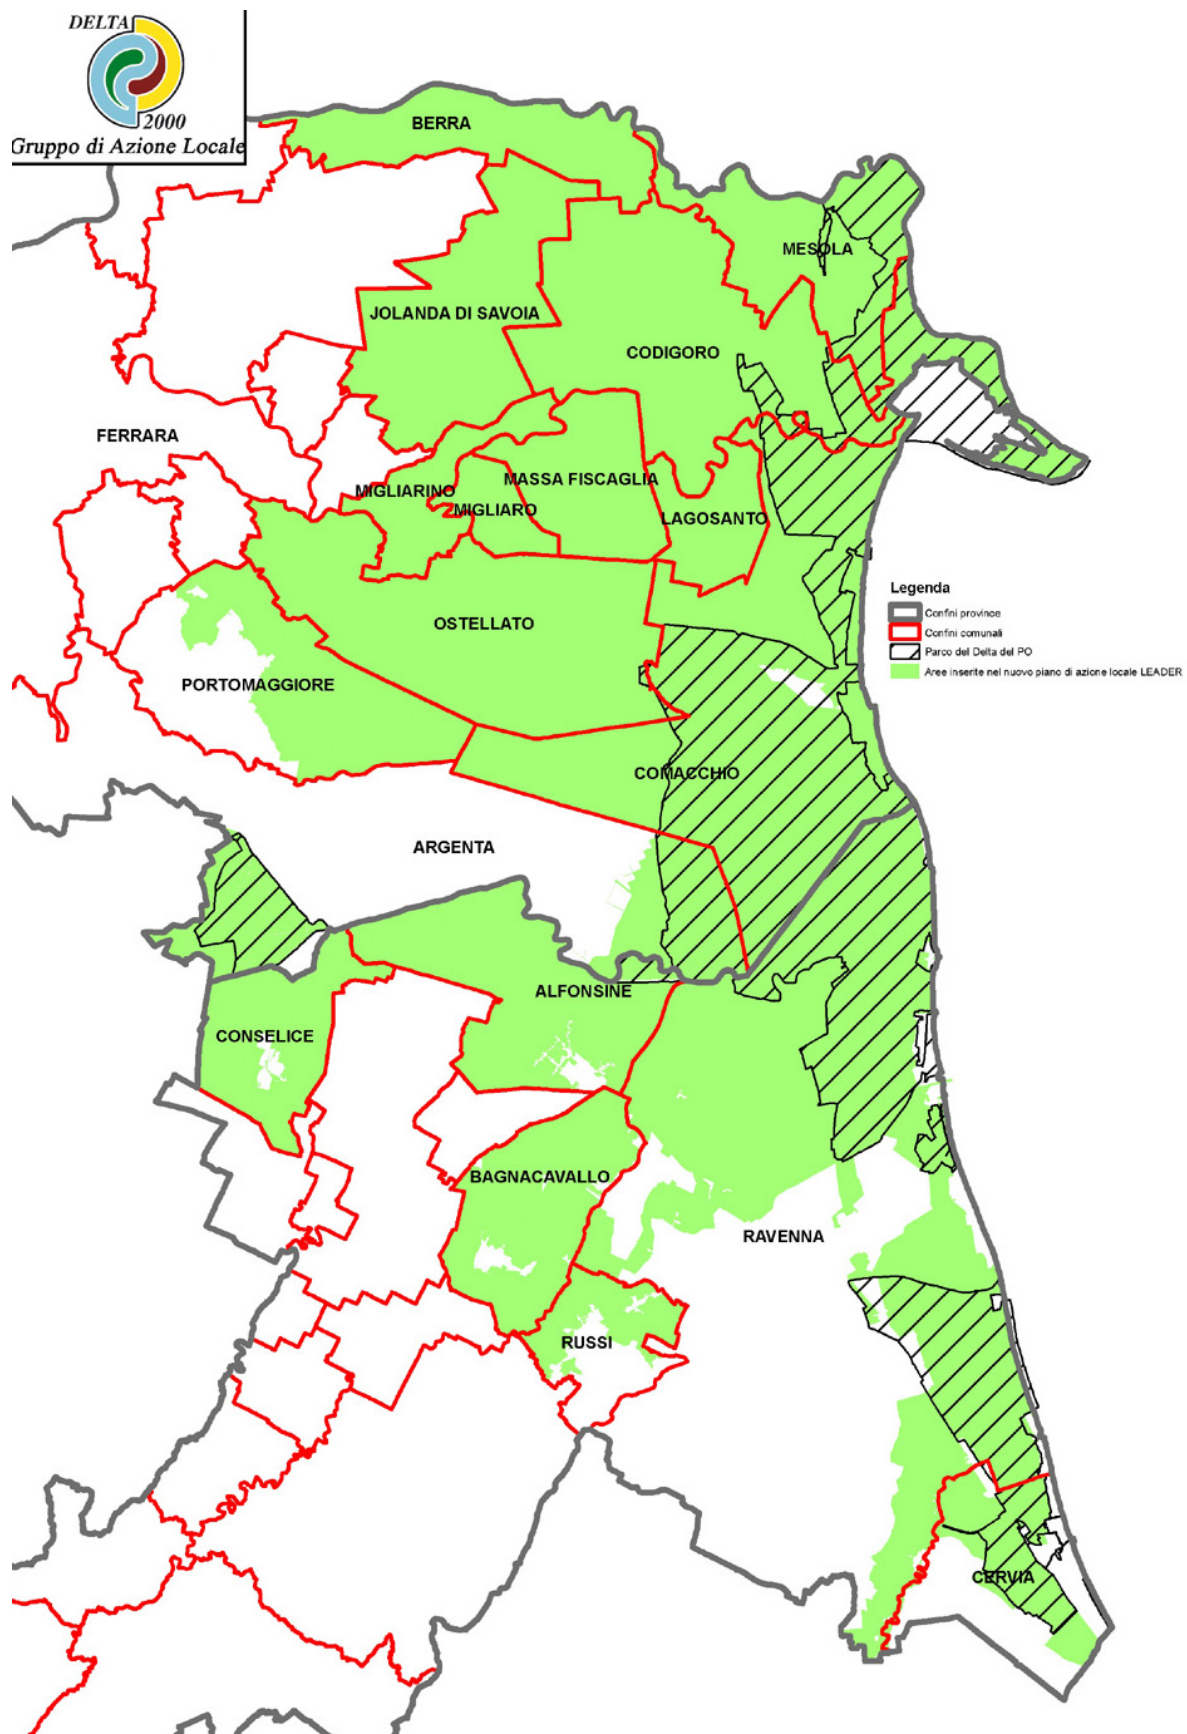 DELTA
2000
Gruppo di Azione Locale
BERRA
MESOLA
JOLANDA DI SAVOIA
CODIGORO
FERRARA
MIGLIARINO
MASSA FISCAGLIA
MIGLIARO
LAGOSANTO
OSTELLATO
PORTOMAGGIORE
COMACCHIO
ARGENTA
ALFONSINE
CONSELICE
BAGNACAVALLO
RAVENNA
RUSSI
CERVIA
Legenda
Confini province
Confini comunali
Parco del Delta del PO
Aree inserite nel nuovo piano di azione locale LEADER